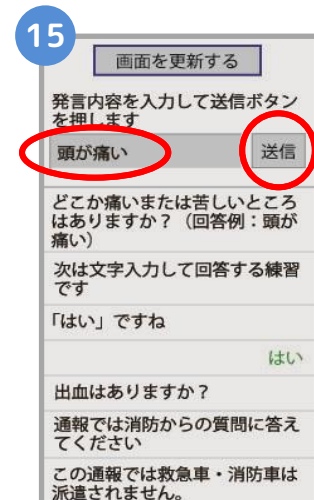 15
画面を更新する
発言内容を入力して送信ボタン
を押します
頭が痛い
送信
どこか痛いまたは苦しいところ
はありますか？（回答例：頭が
痛い）
次は文字入力して回答する練習
です
「はい」ですね
はい
出血はありますか？
通報では消防からの質問に答え
てください
この通報では救急車・消防車は
派遣されません。